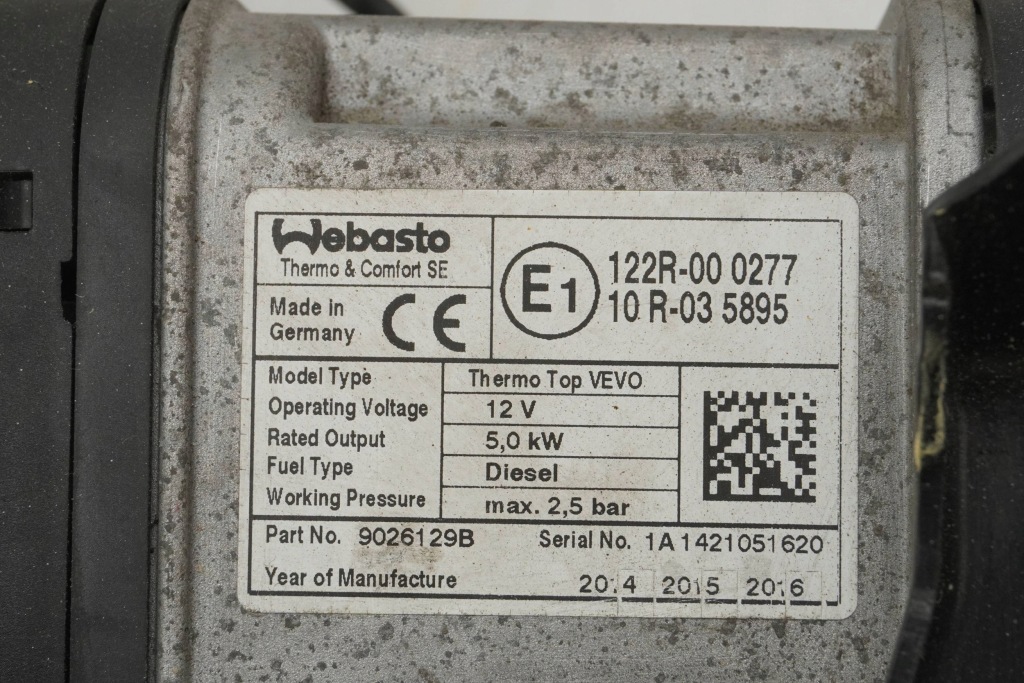 Webasto
Thermo & Comfort SE
Made in
Germany
CE
E1
122R-00 0277
10 R-03 5895
Model Type Thermo Top VEVO
Operating Voltage 12 V
Rated Output 5,0 kW
Fuel Type Diesel
Working Pressure max. 2,5 bar
Part No. 9026129B Serial No. 1A1421051620
Year of Manufacture 2014 2015 2016